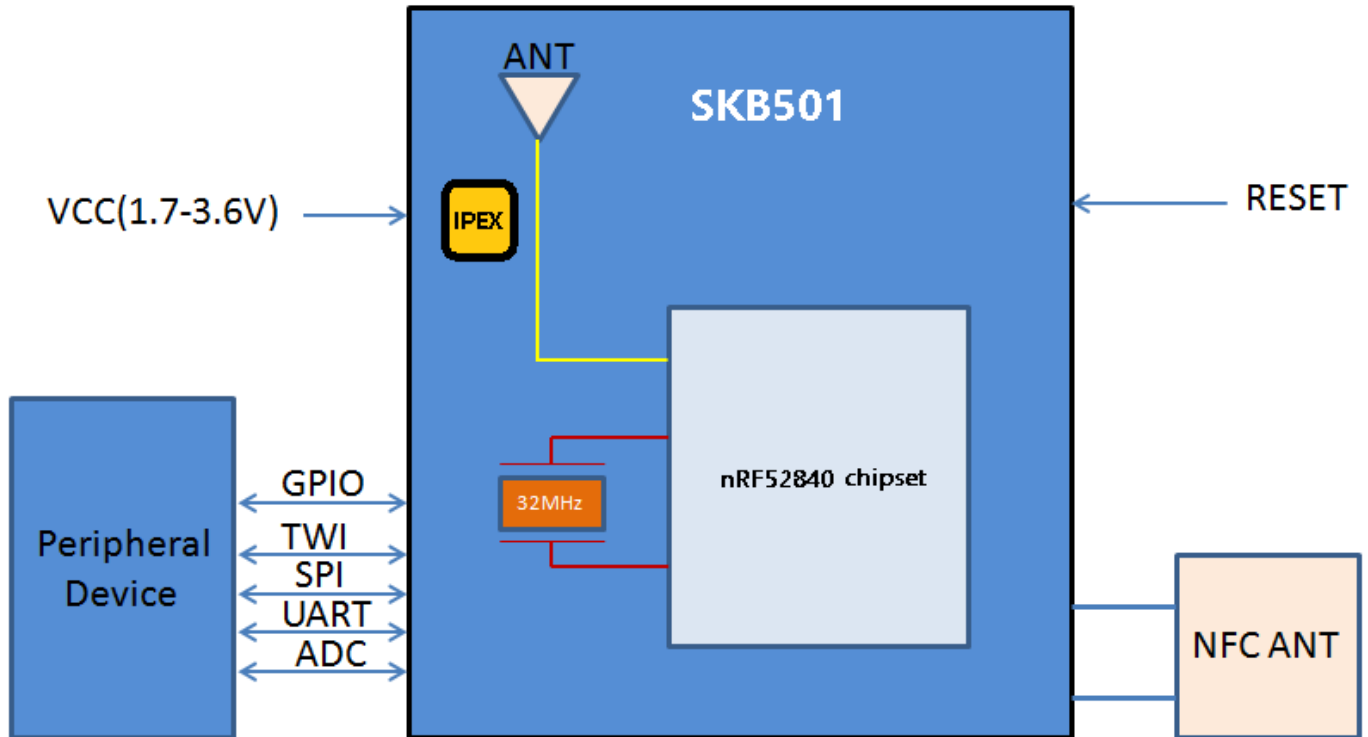 ANT
SKB501
VCC(1.7-3.6V)
IPEX
RESET
nRF52840 chipset
32MHz
GPIO
TWI
SPI
UART
ADC
Peripheral
Device
NFC ANT